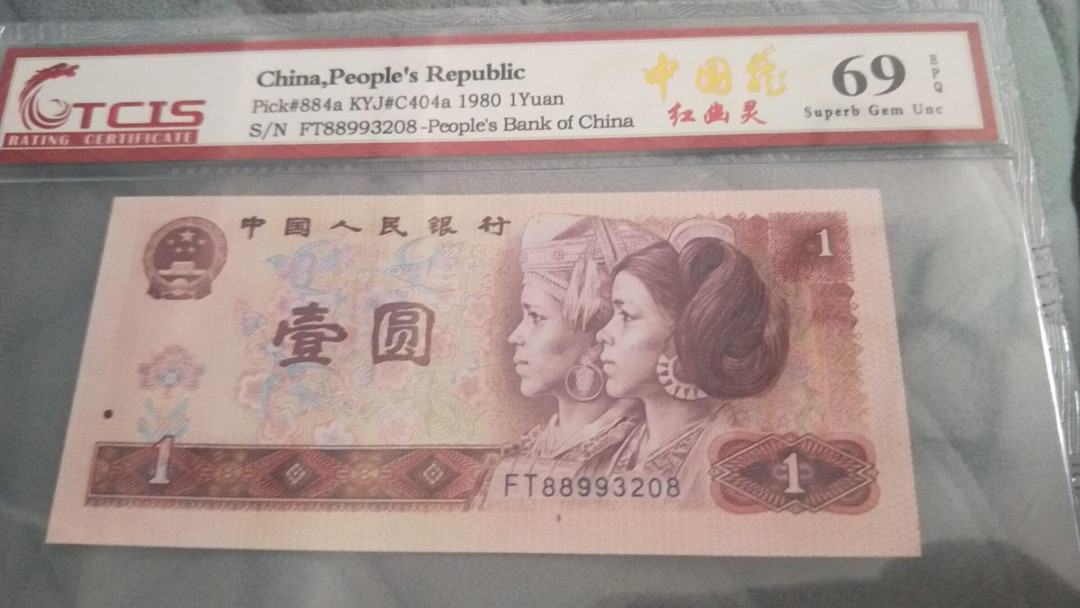 TCIS
RATING CERTIFICATE
China,People's Republic
Pick#884a KYJ#C404a 1980 1Yuan
S/N FT88993208-People's Bank of China
中国龙
红幽灵
69
EPQ
Superb Gem Unc
中国人民银行
1
壹圆
1
FT88993208
1